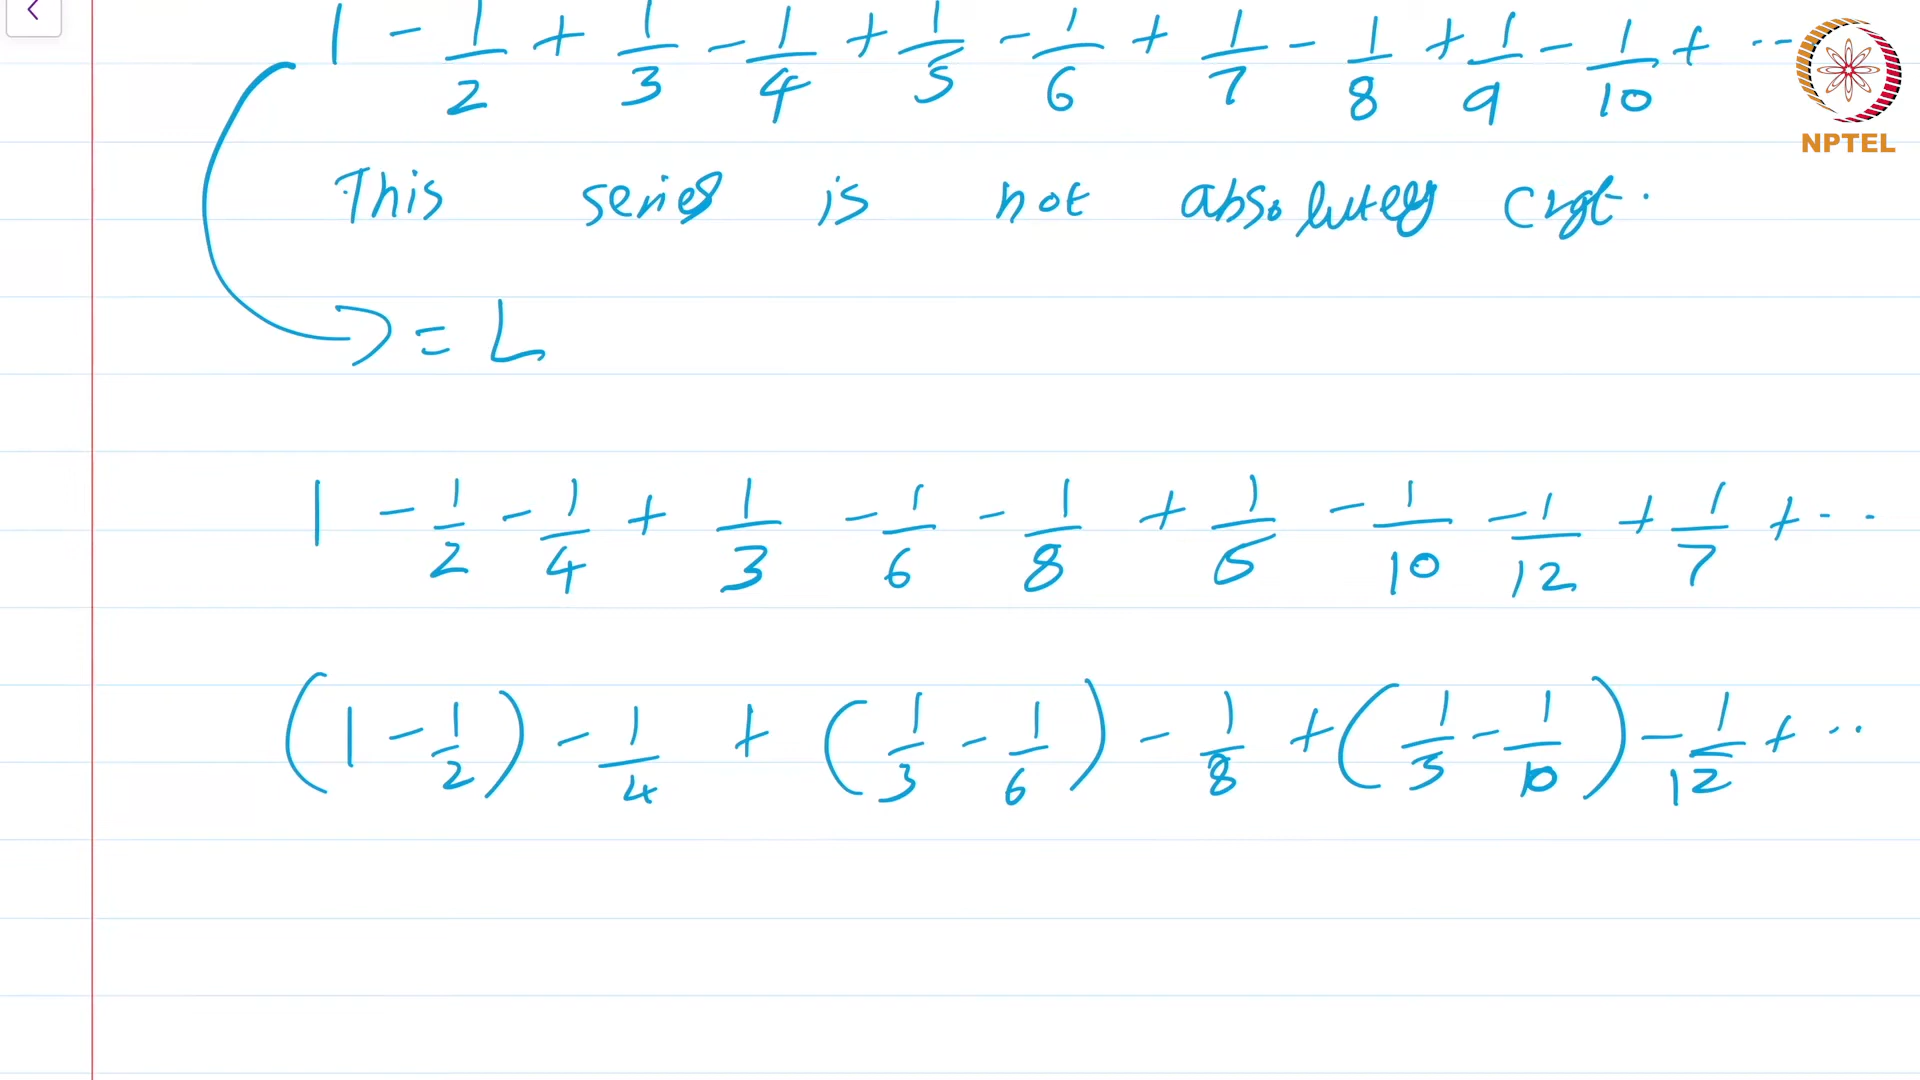 1 - 1/2 + 1/3 - 1/4 + 1/5 - 1/6 + 1/7 - 1/8 + 1/9 - 1/10 + ...
NPTEL
This series is not absolutely crgt.
= L
1 - 1/2 - 1/4 + 1/3 - 1/6 - 1/8 + 1/5 - 1/10 - 1/12 + 1/7 + ...
(1 - 1/2) - 1/4 + (1/3 - 1/6) - 1/8 + (1/5 - 1/10) - 1/12 + ...